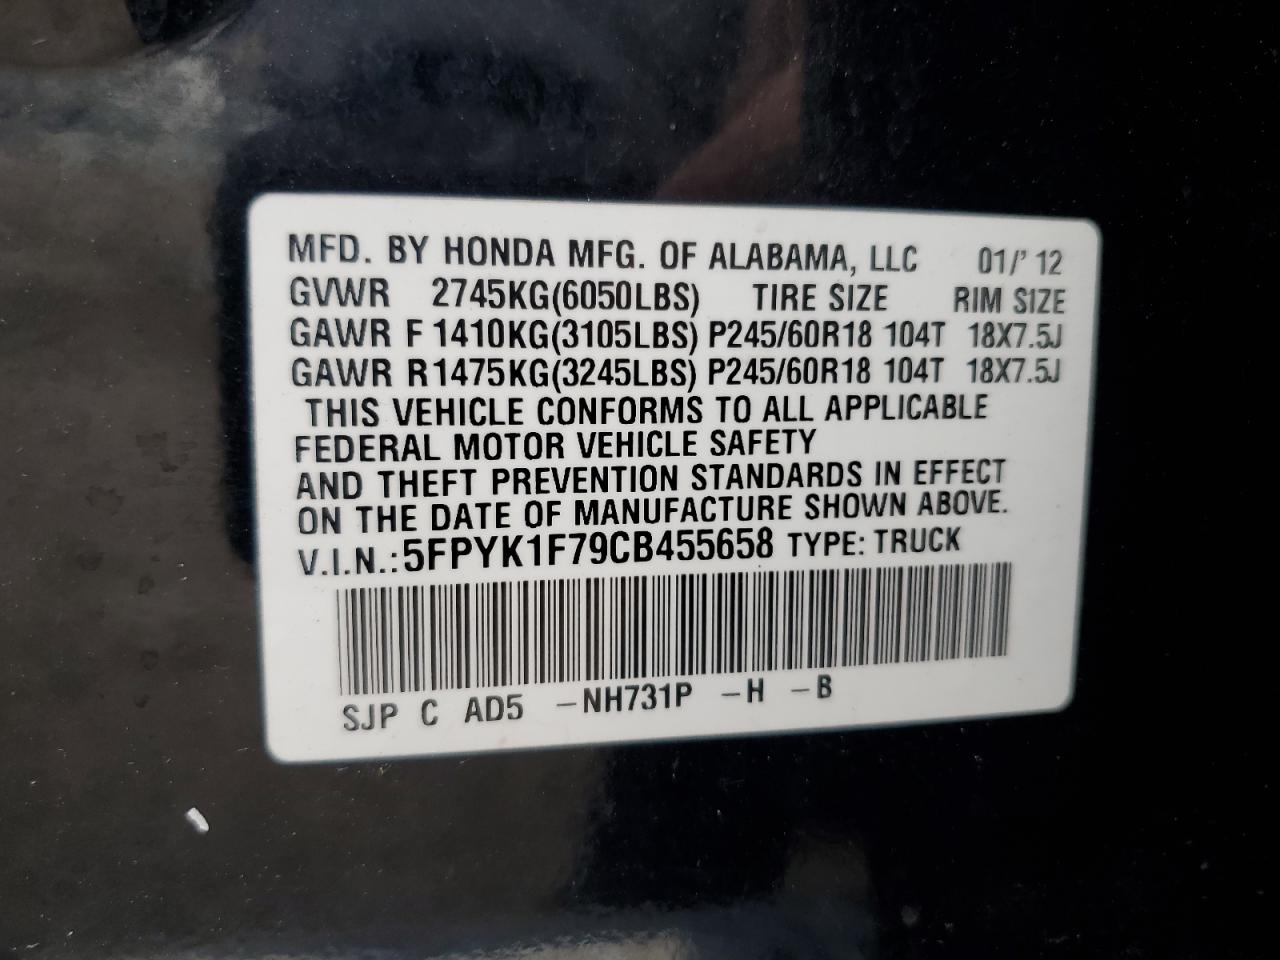 MFD. BY HONDA MFG. OF ALABAMA, LLC 01/'12
GVWR 2745KG(6050LBS) TIRE SIZE RIM SIZE
GAWR F 1410KG(3105LBS) P245/60R18 104T 18X7.5J
GAWR R 1475KG(3245LBS) P245/60R18 104T 18X7.5J
THIS VEHICLE CONFORMS TO ALL APPLICABLE
FEDERAL MOTOR VEHICLE SAFETY
AND THEFT PREVENTION STANDARDS IN EFFECT
ON THE DATE OF MANUFACTURE SHOWN ABOVE.
V.I.N.:5FPYK1F79CB455658 TYPE: TRUCK
SJP C AD5 -NH731P -H -B